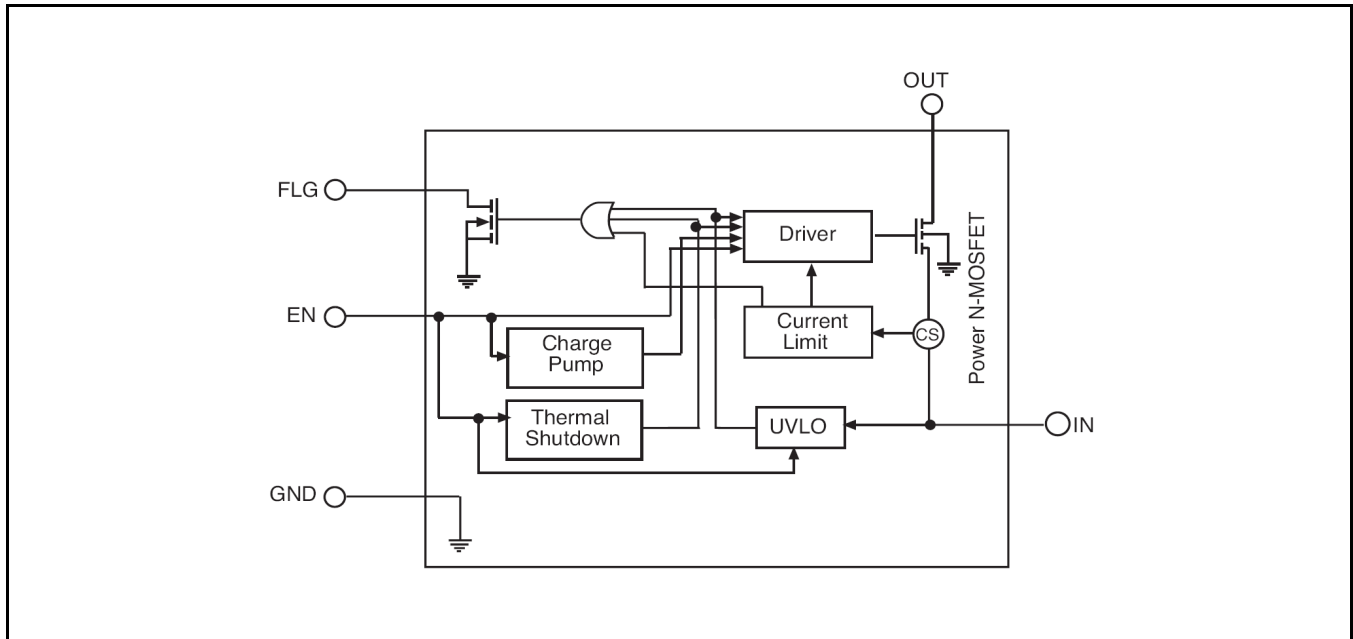 OUT
FLG
Driver
EN
Current
Limit
CS
Power N-MOSFET
Charge
Pump
Thermal
Shutdown
UVLO
IN
GND